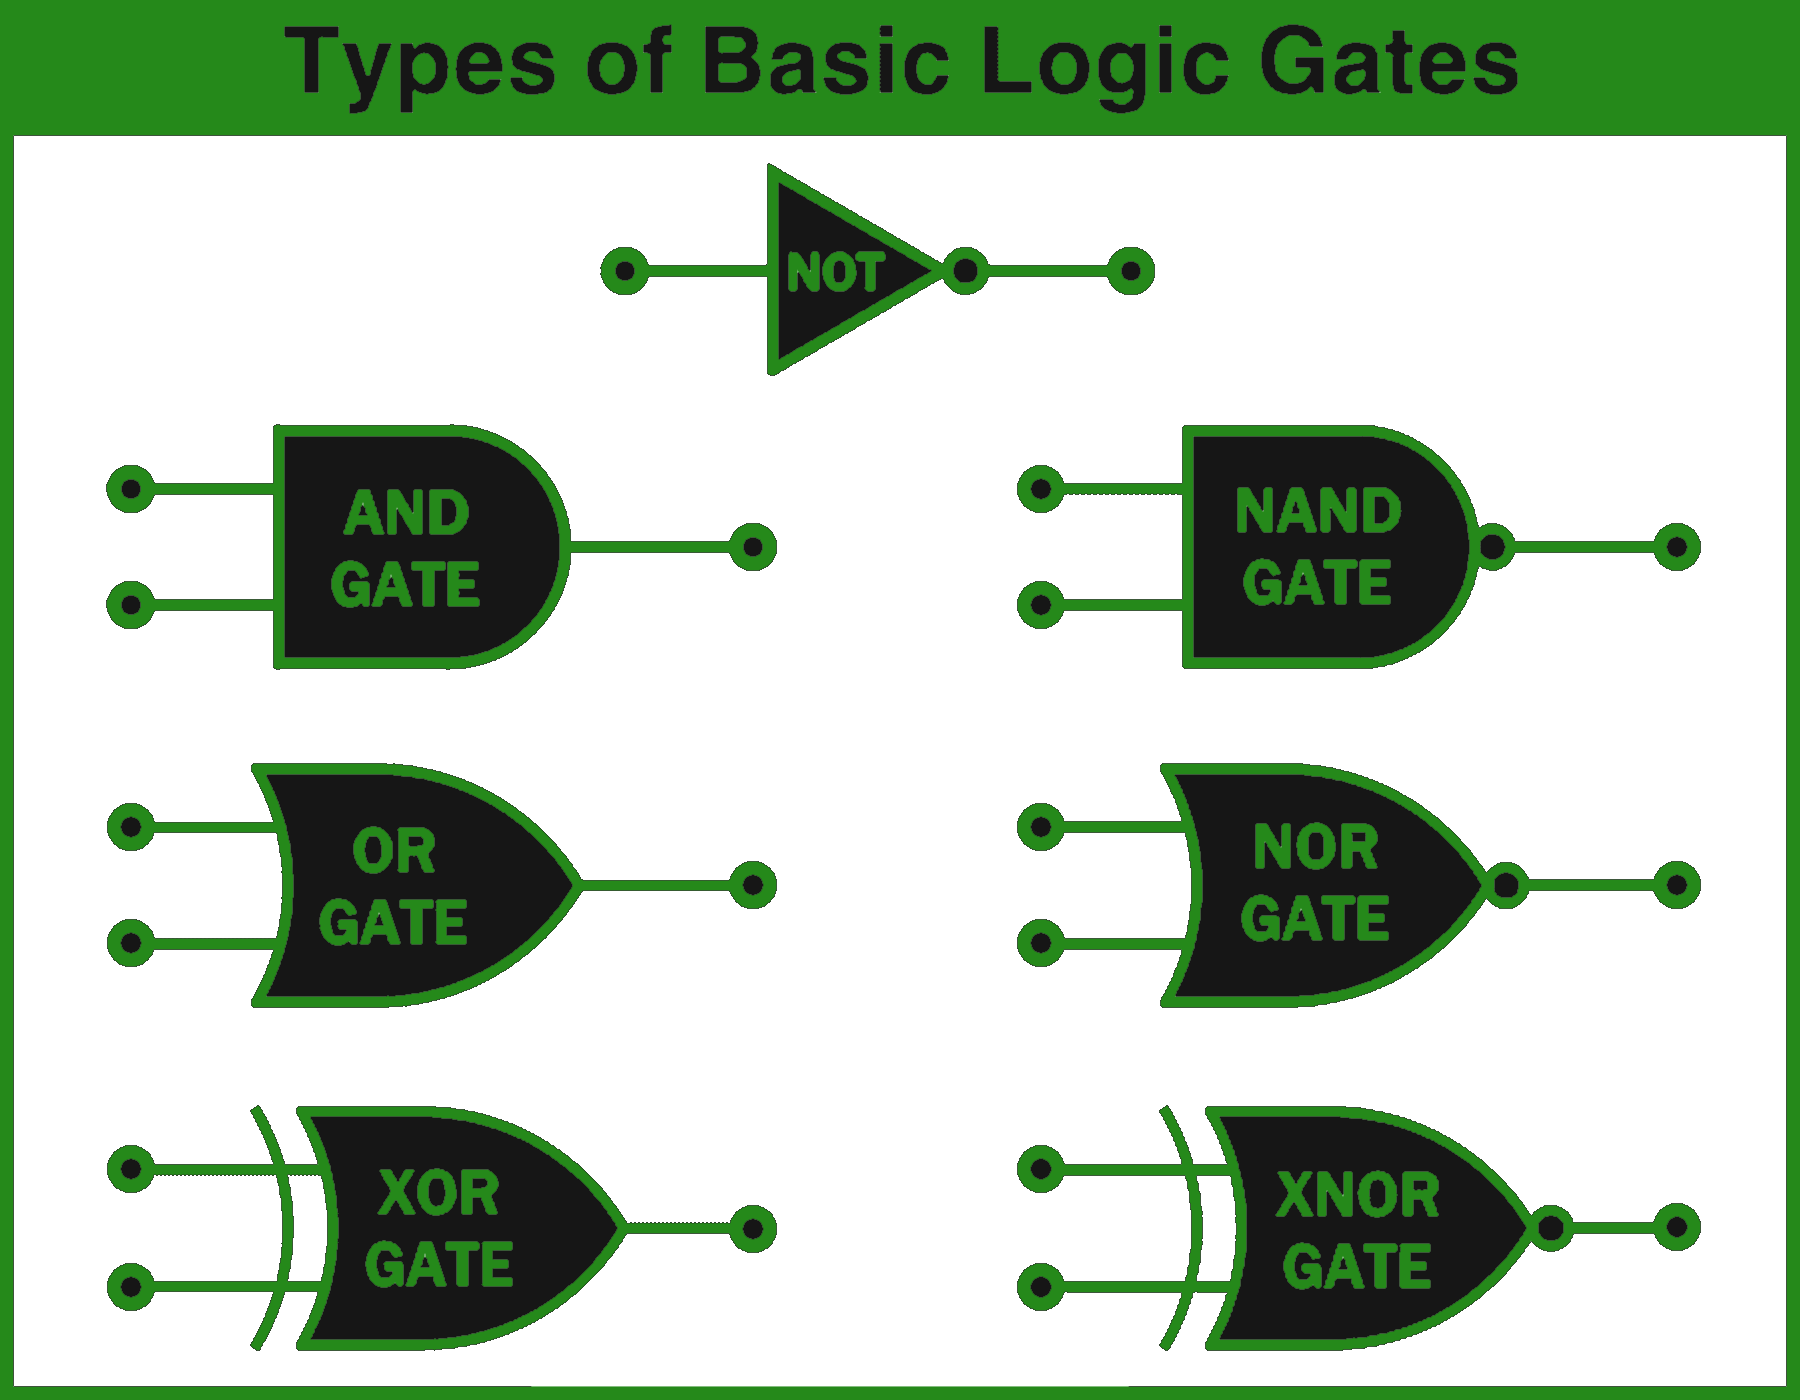 Types of Basic Logic Gates
NOT
AND
GATE
NAND
GATE
OR
GATE
NOR
GATE
XOR
GATE
XNOR
GATE